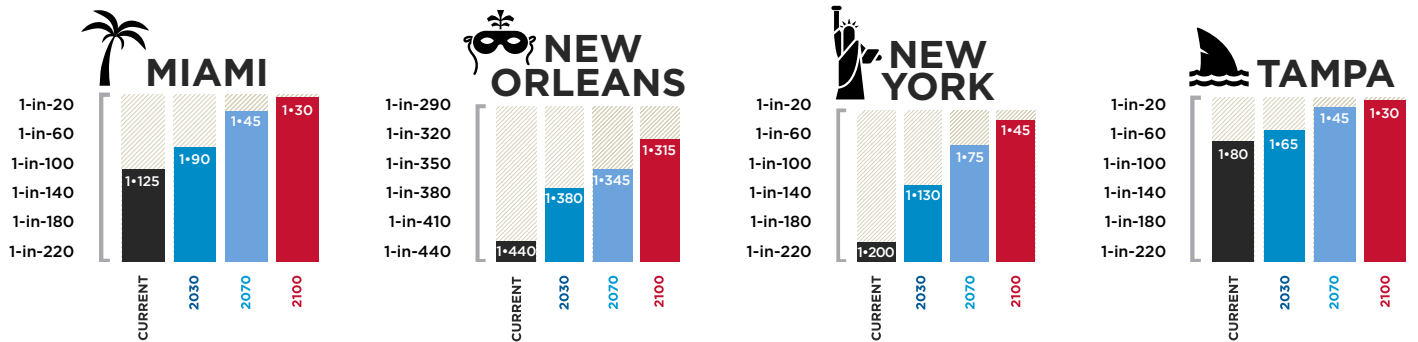 MIAMI
1-in-20
1-in-60
1-in-100
1-in-140
1-in-180
1-in-220
1•125
1•90
1•45
1•30
CURRENT
2030
2070
2100
NEW
ORLEANS
1-in-290
1-in-320
1-in-350
1-in-380
1-in-410
1-in-440
1•440
1•380
1•345
1•315
CURRENT
2030
2070
2100
NEW
YORK
1-in-20
1-in-60
1-in-100
1-in-140
1-in-180
1-in-220
1•200
1•130
1•75
1•45
CURRENT
2030
2070
2100
TAMPA
1-in-20
1-in-60
1-in-100
1-in-140
1-in-180
1-in-220
1•80
1•65
1•45
1•30
CURRENT
2030
2070
2100